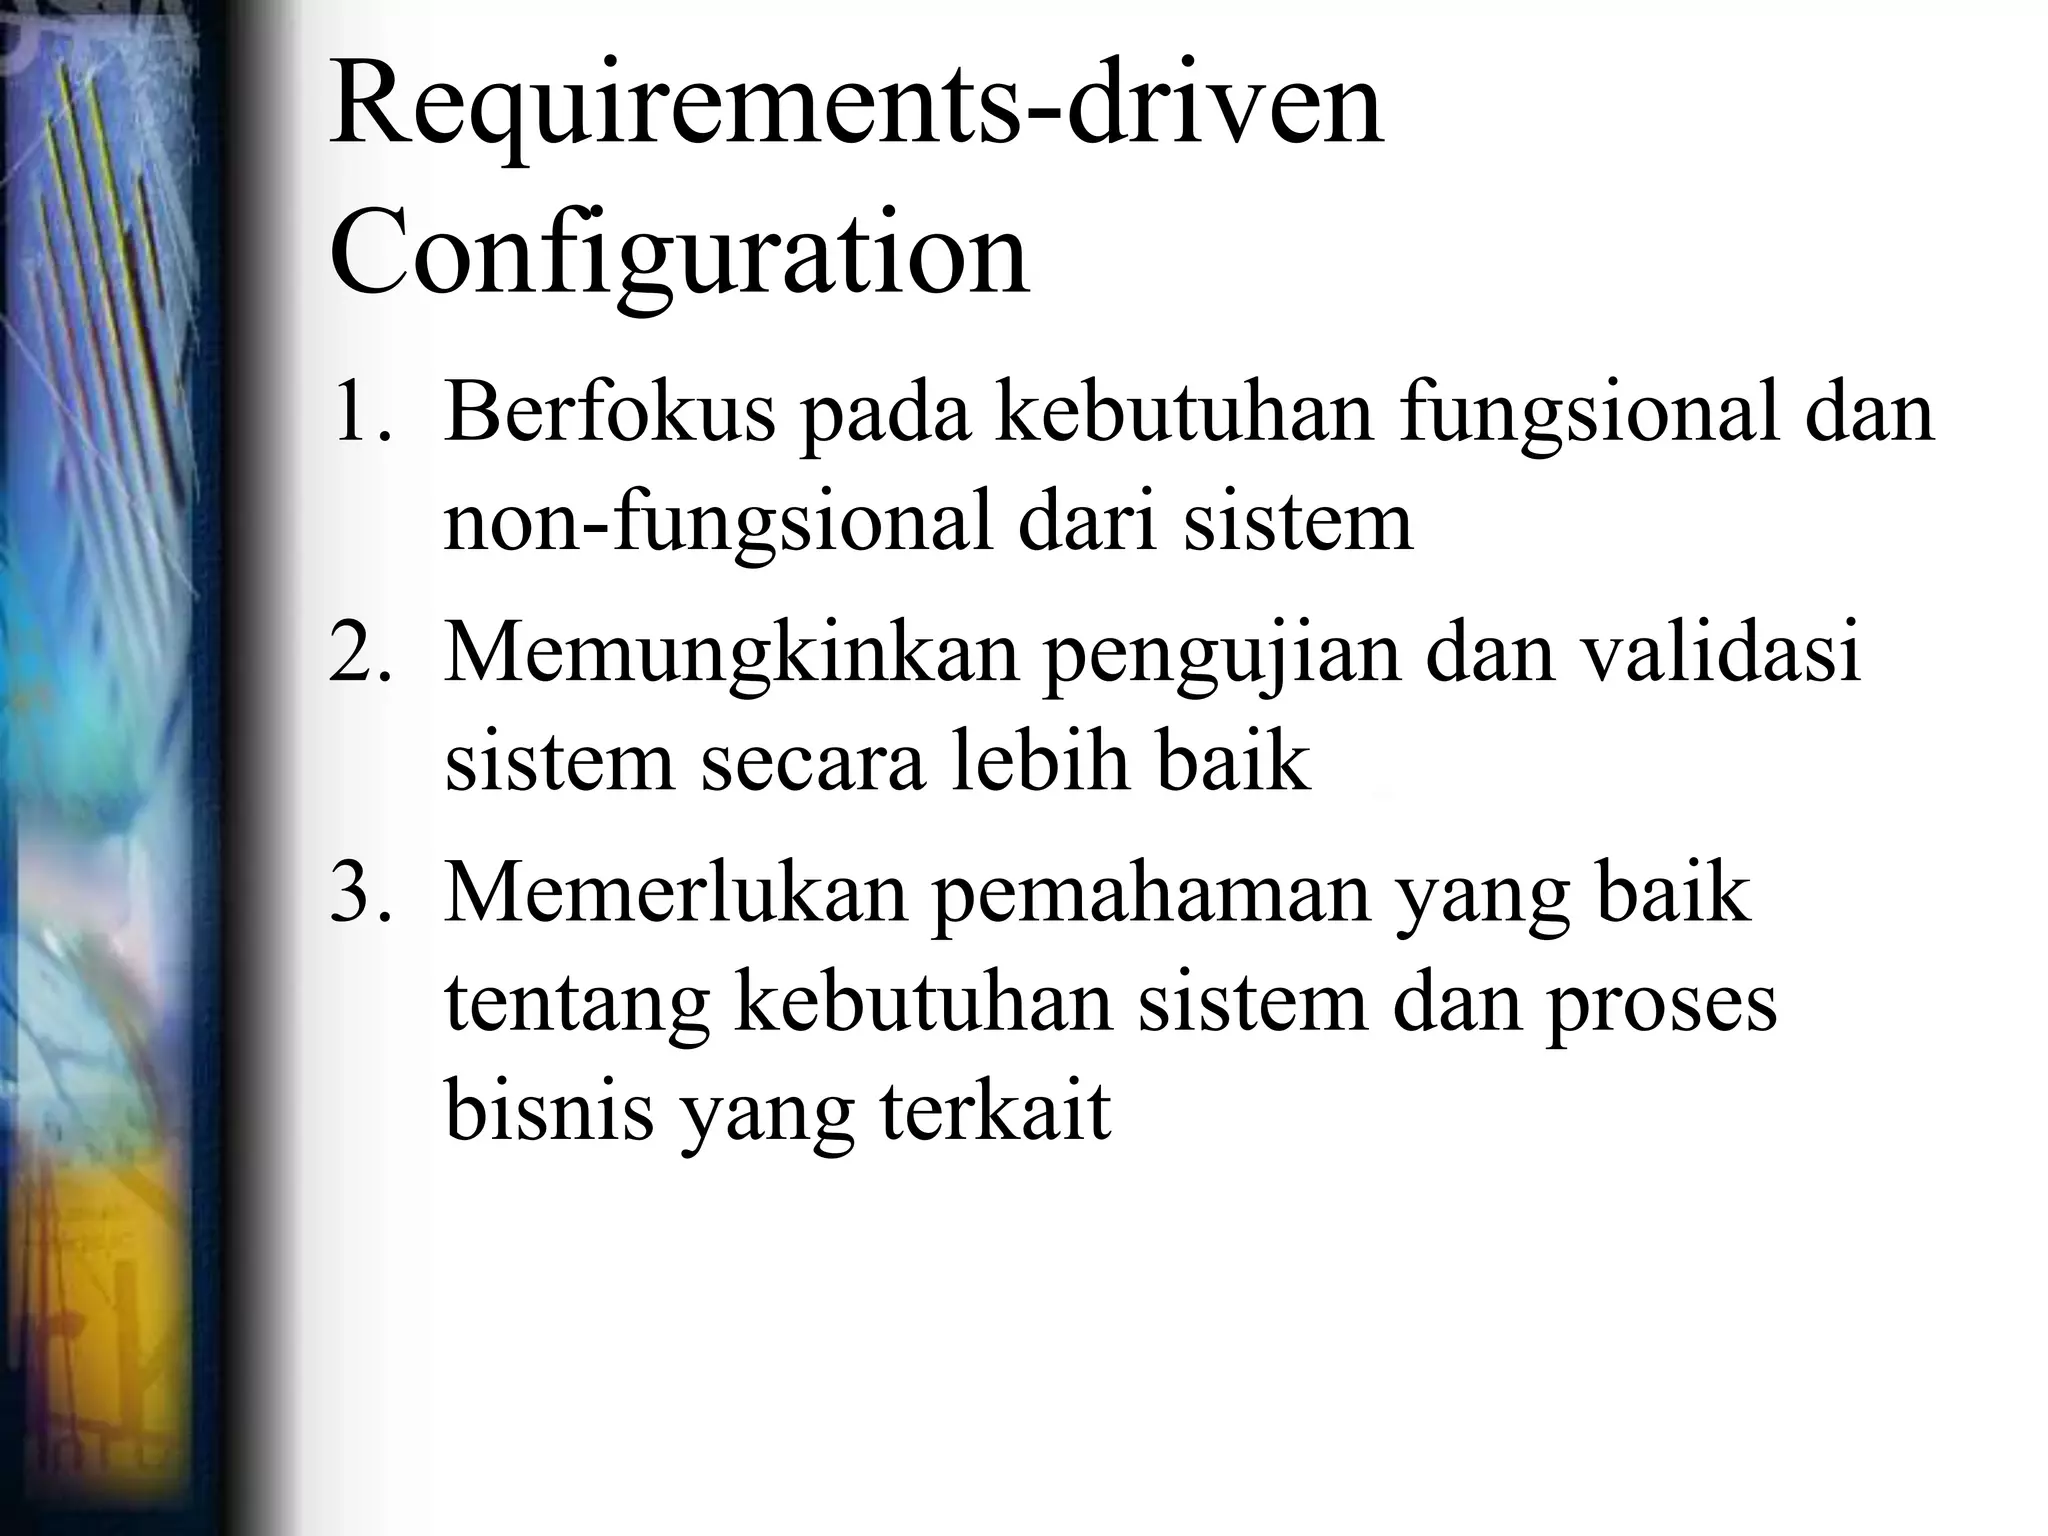 Requirements-driven
Configuration
1. Berfokus pada kebutuhan fungsional dan
non-fungsional dari sistem
2. Memungkinkan pengujian dan validasi
sistem secara lebih baik
3. Memerlukan pemahaman yang baik
tentang kebutuhan sistem dan proses
bisnis yang terkait